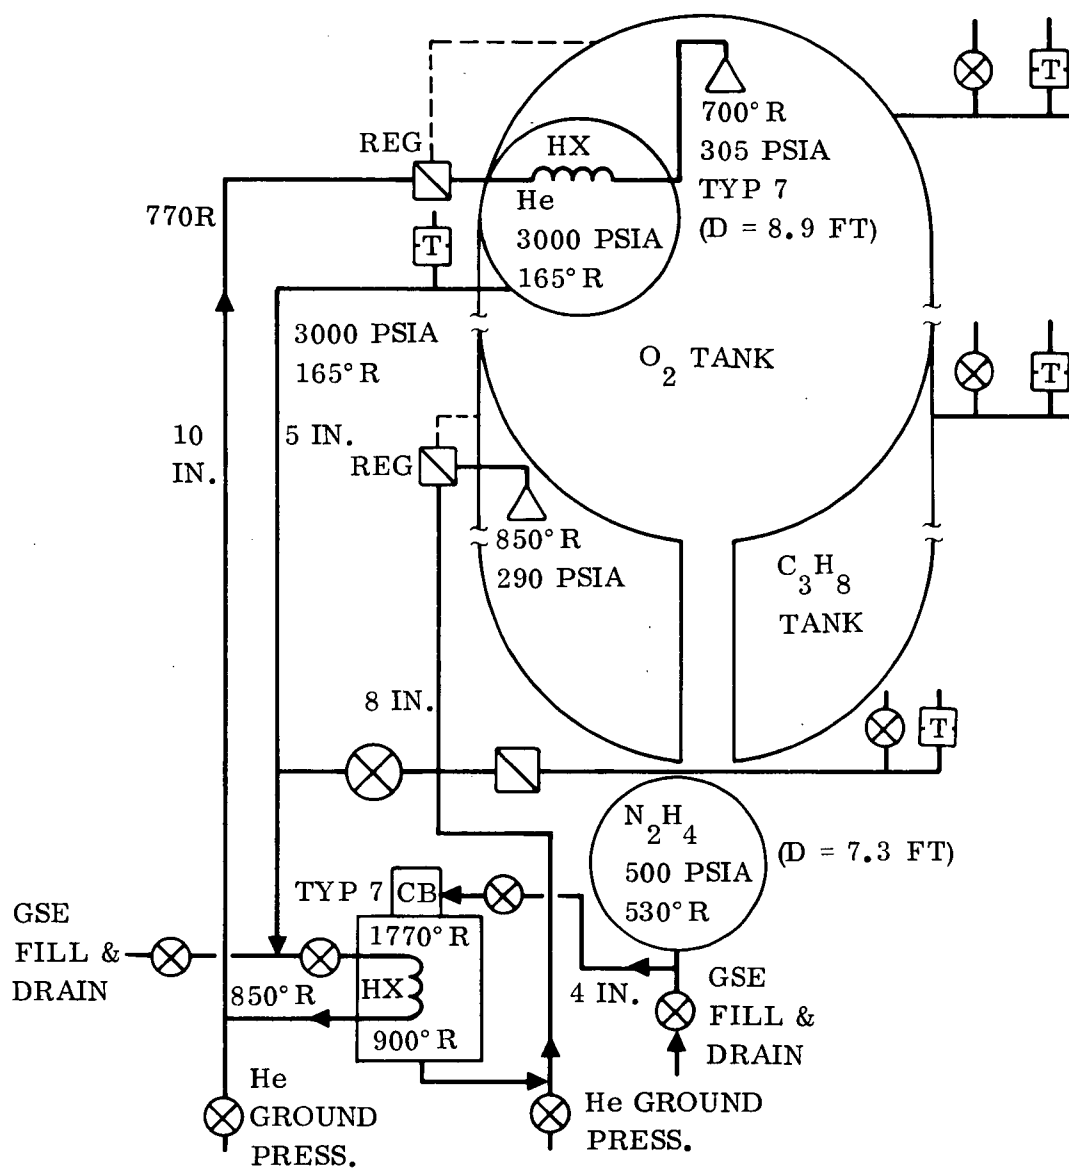 T
REG
HX
700° R
305 PSIA
TYP 7
(D = 8.9 FT)
He
3000 PSIA
165° R
770R
T
3000 PSIA
165° R
O2 TANK
T
10
IN.
5 IN.
REG
850° R
290 PSIA
C3H8
TANK
8 IN.
T
N2H4
500 PSIA
530° R
(D = 7.3 FT)
TYP 7
CB
1770° R
GSE
FILL &
DRAIN
850° R
HX
900° R
4 IN.
GSE
FILL &
DRAIN
He
GROUND
PRESS.
He GROUND
PRESS.